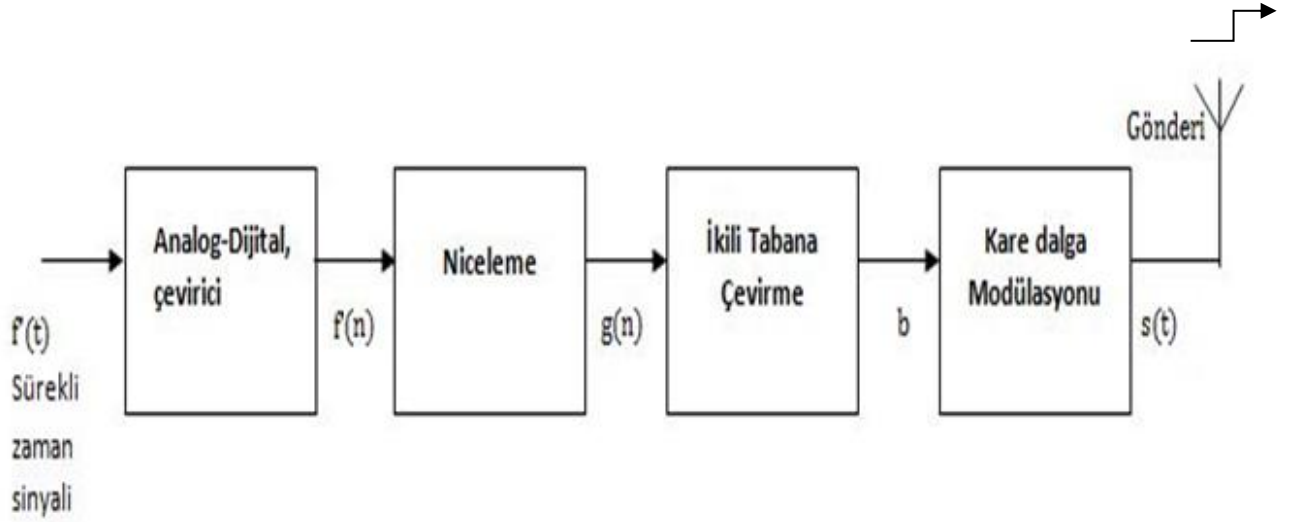 Gönderi
Analog-Dijital,
çevirici
Niceleme
İkili Tabana
Çevirme
Kare dalga
Modülasyonu
f(t)
Sürekli
zaman
sinyali
f(n)
g(n)
b
s(t)